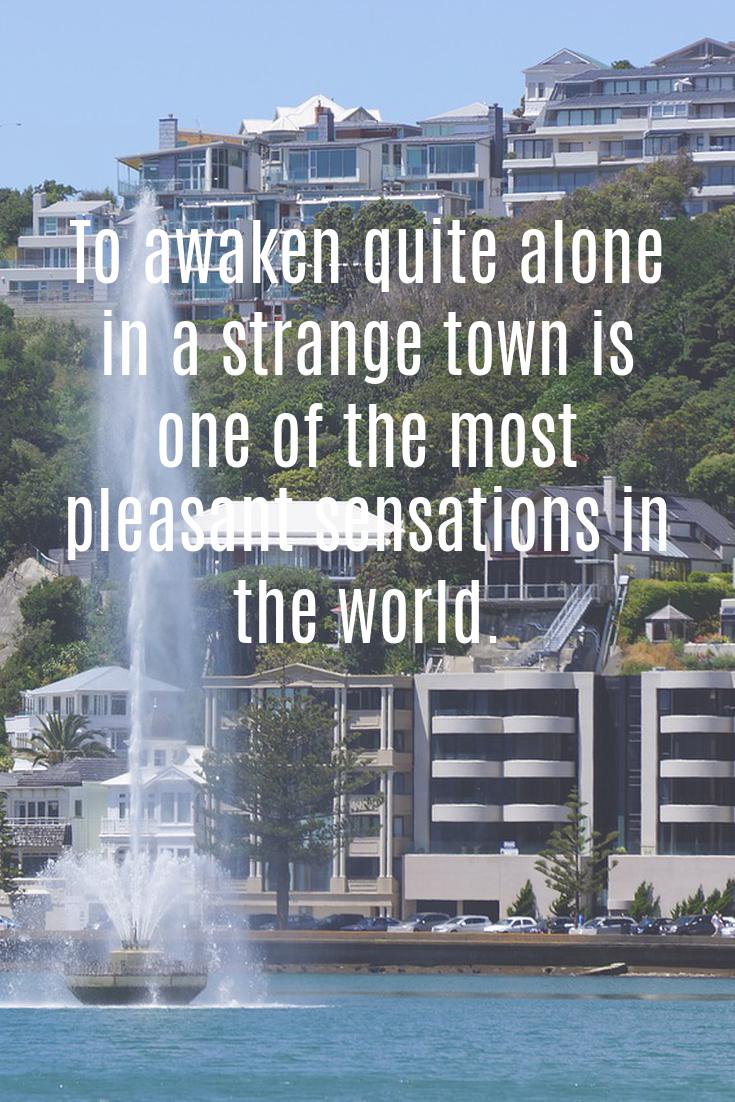 To awaken quite alone
in a strange town is
one of the most
pleasant sensations in
the world.